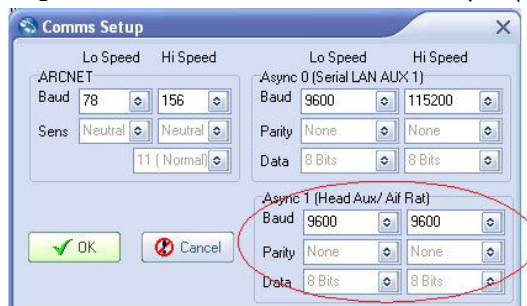 Comms Setup
Lo Speed Hi Speed
ARCNET
Baud 78 156
Sens Neutral Neutral
11 ( Normal)
Lo Speed Hi Speed
Async 0 (Serial LAN AUX 1)
Baud 9600 115200
Parity None None
Data 8 Bits 8 Bits
Async 1 (Head Aux/ Aif Rat)
Baud 9600 9600
Parity None None
Data 8 Bits 8 Bits
OK Cancel